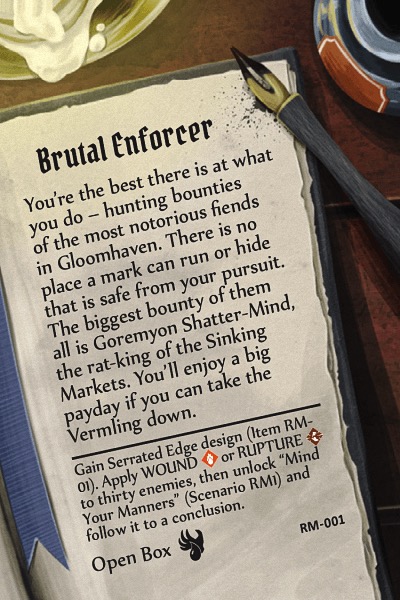 Brutal Enforcer
You're the best there is at what
you do – hunting bounties
of the most notorious fiends
in Gloomhaven. There is no
place a mark can run or hide
that is safe from your pursuit.
The biggest bounty of them
all is Goremyon Shatter-Mind,
the rat-king of the Sinking
Markets. You'll enjoy a big
payday if you can take the
Vermling down.
Gain Serrated Edge design (Item RM-
01). Apply WOUND or RUPTURE
to thirty enemies, then unlock "Mind
Your Manners" (Scenario RM1) and
follow it to a conclusion.
Open Box
RM-001